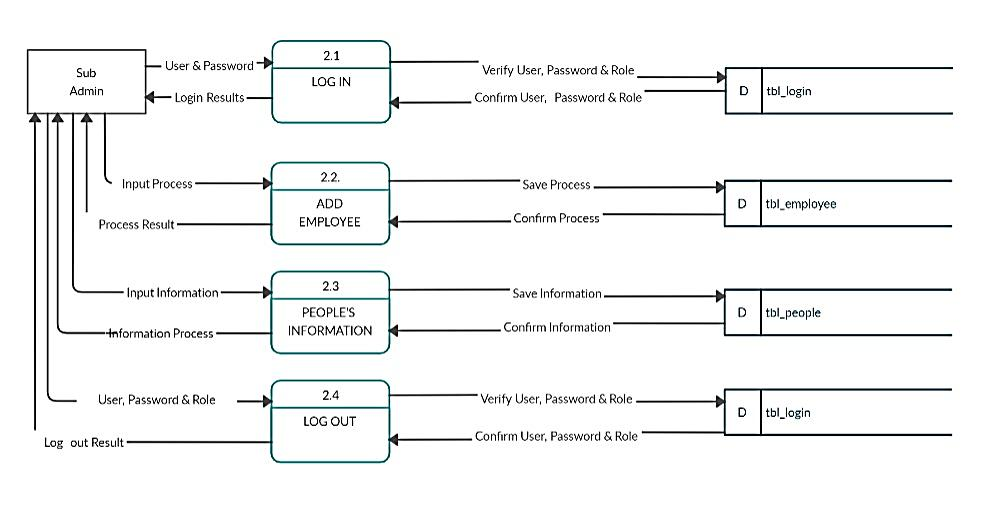 2.1
Sub
Admin
User & Password
LOG IN
Verify User, Password & Role
D
tbl_login
Login Results
Confirm User, Password & Role
2.2.
Input Process
ADD
EMPLOYEE
Save Process
D
tbl_employee
Process Result
Confirm Process
2.3
Input Information
PEOPLE'S
INFORMATION
Save Information
D
tbl_people
Information Process
Confirm Information
2.4
User, Password & Role
LOG OUT
Verify User, Password & Role
D
tbl_login
Log out Result
Confirm User, Password & Role